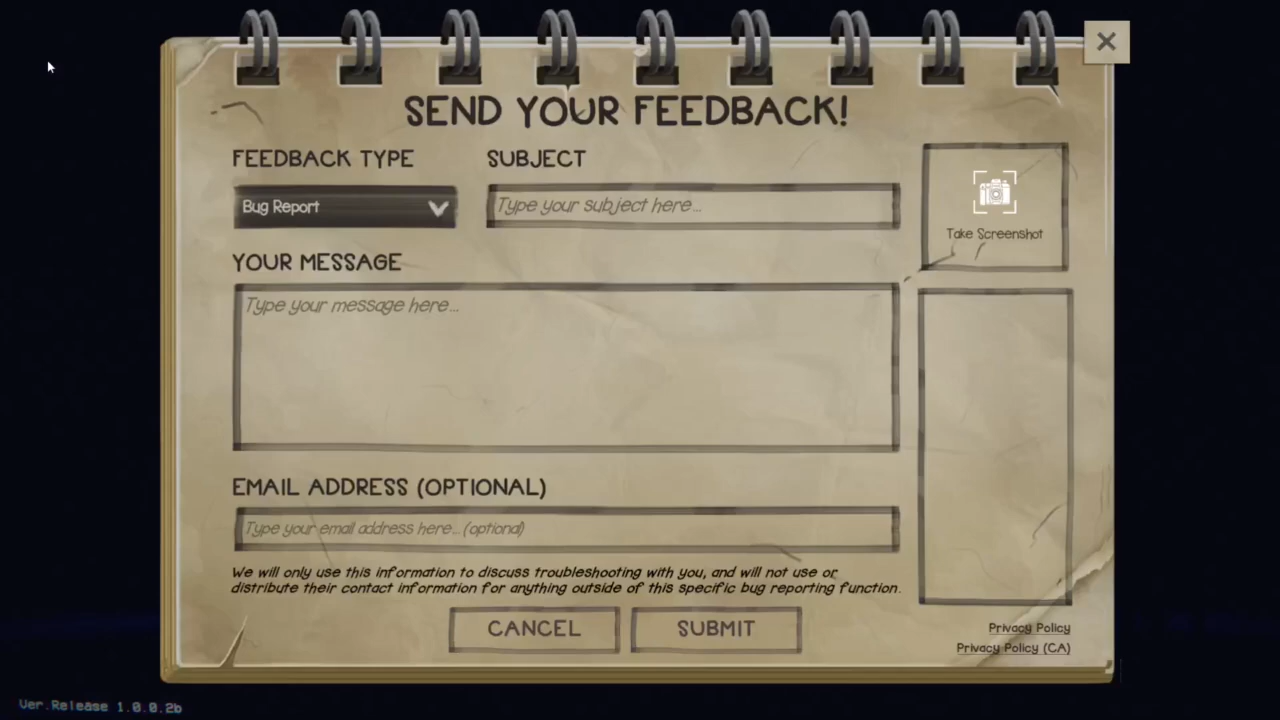 SEND YOUR FEEDBACK!
FEEDBACK TYPE
SUBJECT
Bug Report
Type your subject here...
Take Screenshot
YOUR MESSAGE
Type your message here...
EMAIL ADDRESS (OPTIONAL)
Type your email address here... (optional)
We will only use this information to discuss troubleshooting with you, and will not use or
distribute their contact information for anything outside of this specific bug reporting function.
CANCEL
SUBMIT
Privacy Policy
Privacy Policy (CA)
Ver.Release 1.0.0.2b